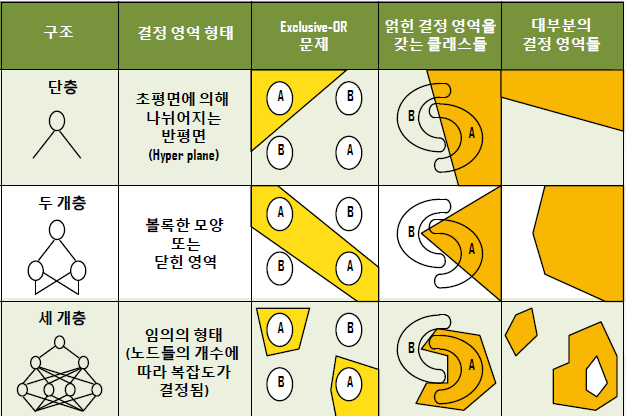 구조
결정 영역 형태
Exclusive-OR
문제
얽힌 결정 영역을
갖는 클래스들
대부분의
결정 영역들
단층
초평면에 의해
나뉘어지는
반평면
(Hyper plane)
A
B
B
A
B
A
두 개층
볼록한 모양
또는
닫힌 영역
A
B
B
A
B
A
세 개층
임의의 형태
(노드들의 개수에
따라 복잡도가
결정됨)
A
B
B
A
B
A